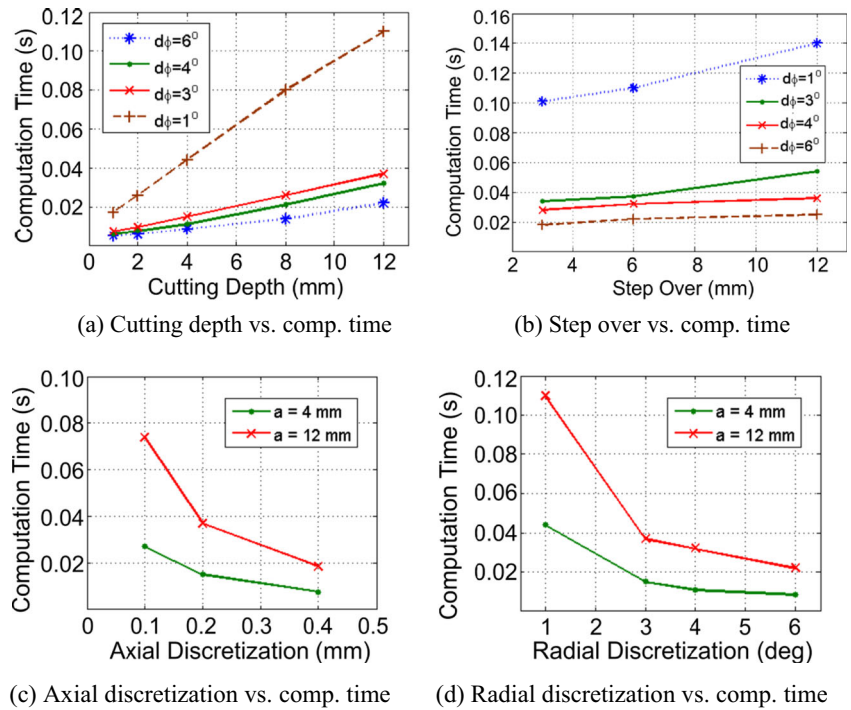 Computation Time (s)
0.12
0.10
0.08
0.06
0.04
0.02
dϕ=6⁰
dϕ=4⁰
dϕ=3⁰
dϕ=1⁰
0 2 4 6 8 10 12
Cutting Depth (mm)
(a) Cutting depth vs. comp. time
Computation Time (s)
0.16
0.14
0.12
0.10
0.08
0.06
0.04
0.02
dϕ=1⁰
dϕ=3⁰
dϕ=4⁰
dϕ=6⁰
2 4 6 8 10 12
Step Over (mm)
(b) Step over vs. comp. time
Computation Time (s)
0.10
0.08
0.06
0.04
0.02
a = 4 mm
a = 12 mm
0 0.1 0.2 0.3 0.4 0.5
Axial Discretization (mm)
(c) Axial discretization vs. comp. time
Computation Time (s)
0.12
0.10
0.08
0.06
0.04
0.02
a = 4 mm
a = 12 mm
1 2 3 4 5 6
Radial Discretization (deg)
(d) Radial discretization vs. comp. time